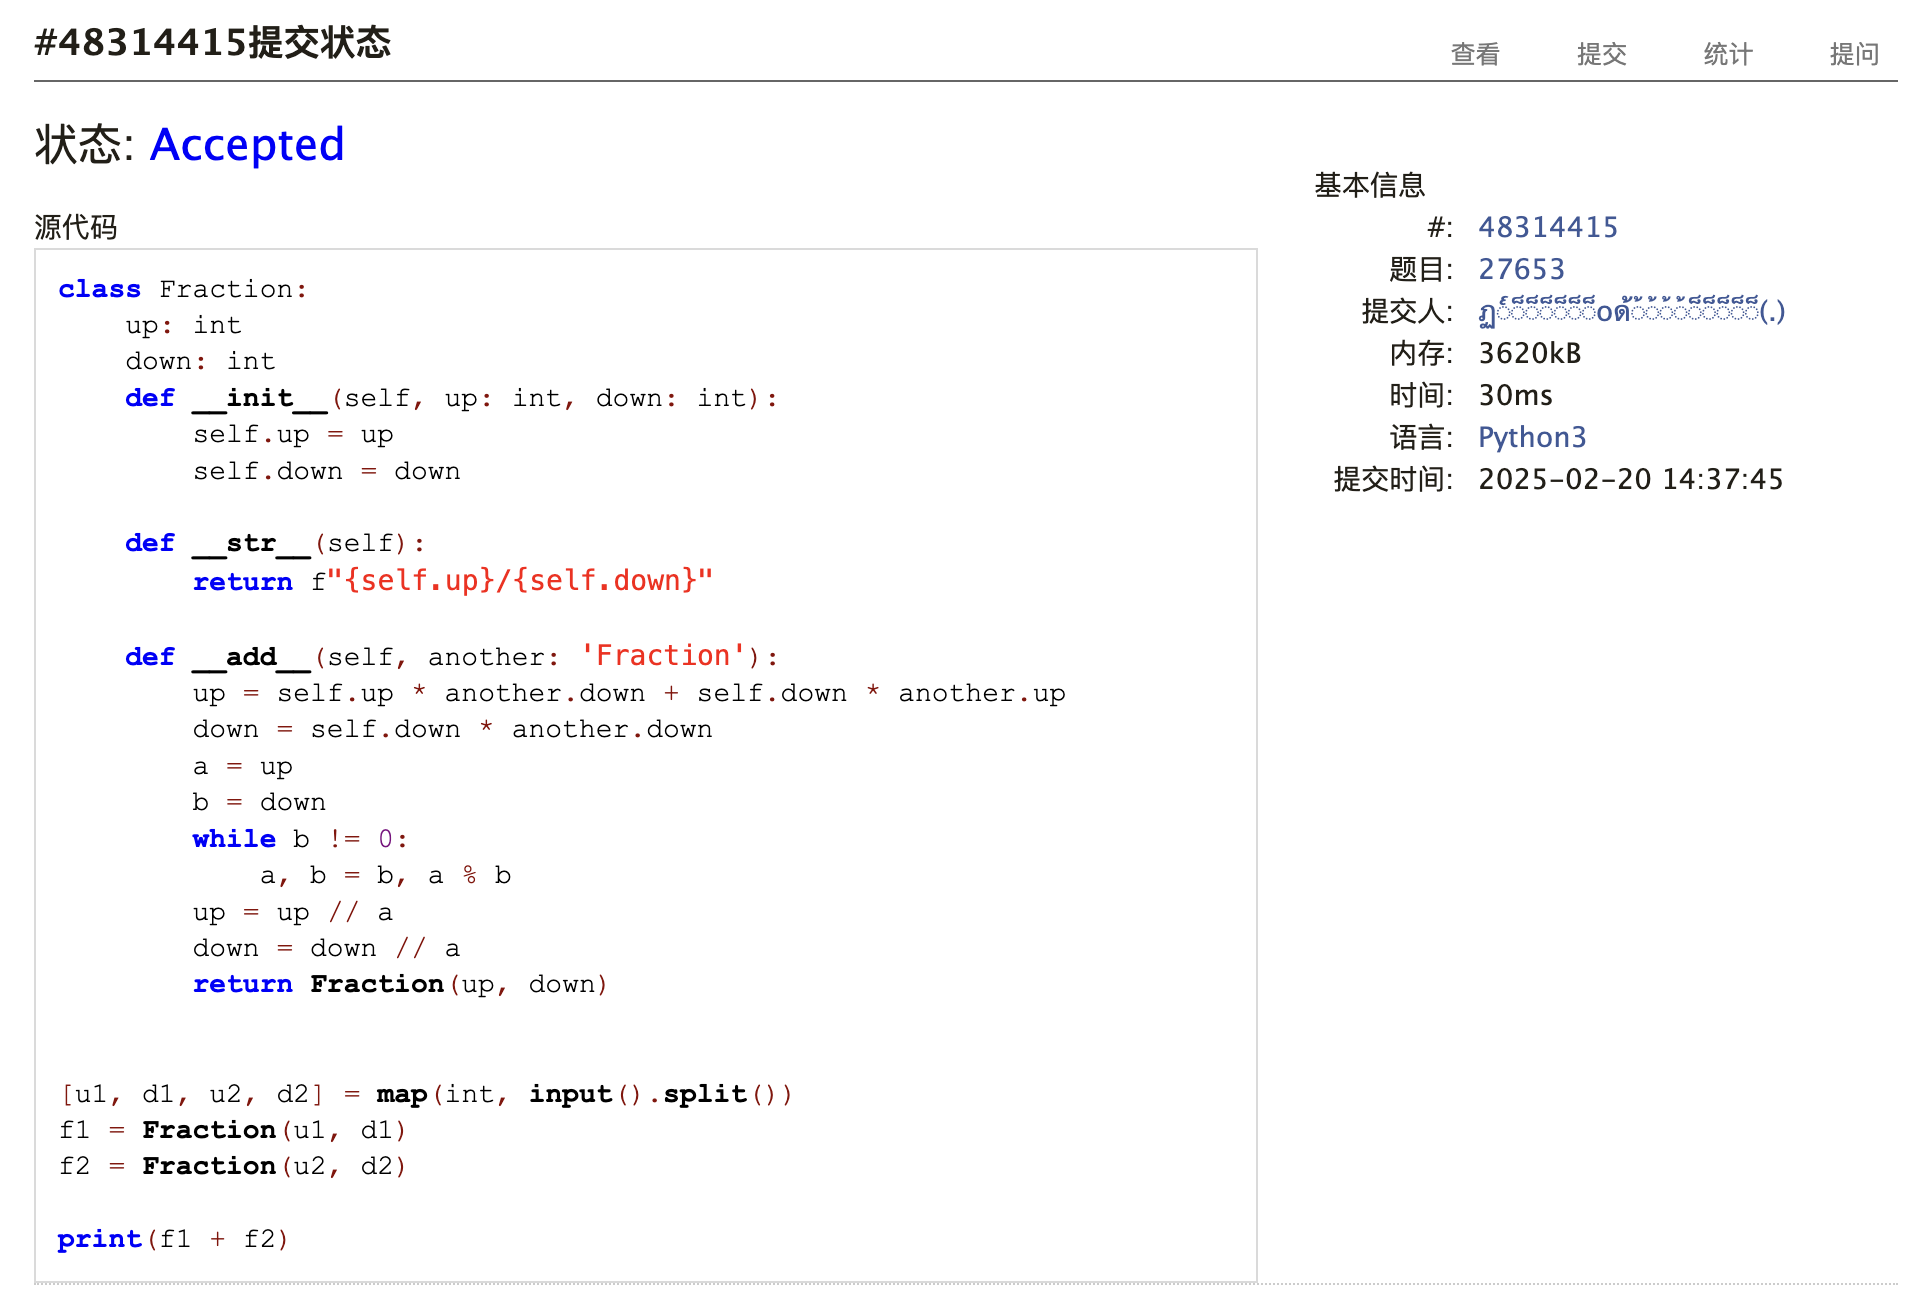 #48314415提交状态
查看 提交 统计 提问
状态: Accepted
源代码
class Fraction:
    up: int
    down: int
    def __init__(self, up: int, down: int):
        self.up = up
        self.down = down

    def __str__(self):
        return f"{self.up}/{self.down}"

    def __add__(self, another: 'Fraction'):
        up = self.up * another.down + self.down * another.up
        down = self.down * another.down
        a = up
        b = down
        while b != 0:
            a, b = b, a % b
        up = up // a
        down = down // a
        return Fraction(up, down)

[u1, d1, u2, d2] = map(int, input().split())
f1 = Fraction(u1, d1)
f2 = Fraction(u2, d2)

print(f1 + f2)
基本信息
#: 48314415
题目: 27653
提交人:
内存: 3620kB
时间: 30ms
语言: Python3
提交时间: 2025-02-20 14:37:45